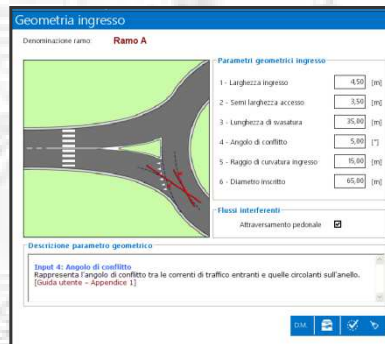 Geometria ingresso
Denominazione ramo: Ramo A
Parametri geometrici ingresso
1 - Larghezza ingresso 4,50 [m]
2 - Semi larghezza accesso 3,50 [m]
3 - Lunghezza di svasatura 35,00 [m]
4 - Angolo di conflitto 5,00 [°]
5 - Raggio di curvatura ingresso 15,00 [m]
6 - Diametro inscritto 65,00 [m]
Flussi interferenti
Attraversamento pedonale
Descrizione parametro geometrico
Input 4: Angolo di conflitto
Rappresenta l'angolo di conflitto tra le correnti di traffico entranti e quelle circolanti sull'anello.
[Guida utente - Appendice 1]
D.M.